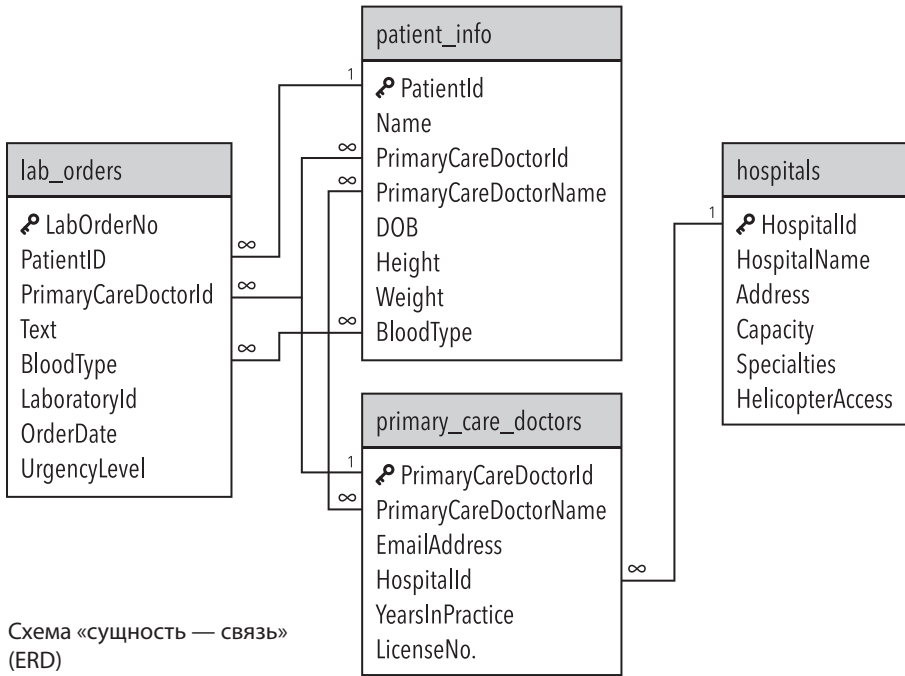 patient_info
1
PatientId
Name
∞
PrimaryCareDoctorId
∞
PrimaryCareDoctorName
DOB
Height
Weight
∞
BloodType
lab_orders
LabOrderNo
∞
PatientID
∞
PrimaryCareDoctorId
Text
∞
BloodType
LaboratoryId
OrderDate
UrgencyLevel
hospitals
1
HospitalId
HospitalName
Address
Capacity
Specialties
HelicopterAccess
primary_care_doctors
1
PrimaryCareDoctorId
∞
PrimaryCareDoctorName
EmailAddress
HospitalId
∞
YearsInPractice
LicenseNo.
Схема «сущность — связь»
(ERD)